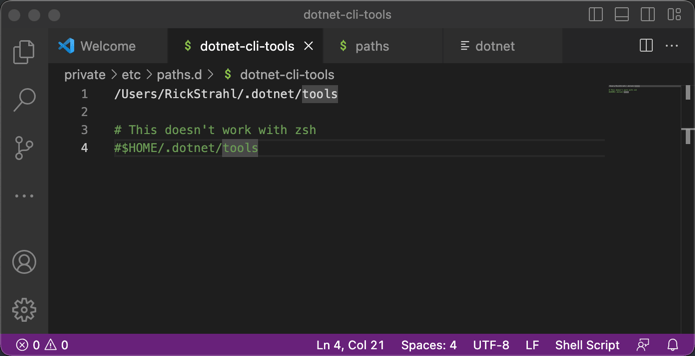 dotnet-cli-tools
Welcome
$ dotnet-cli-tools
$ paths
dotnet
private > etc > paths.d > $ dotnet-cli-tools
1 /Users/RickStrahl/.dotnet/tools
2
3 # This doesn't work with zsh
4 #$HOME/.dotnet/tools
0 0 Ln 4, Col 21 Spaces: 4 UTF-8 LF Shell Script